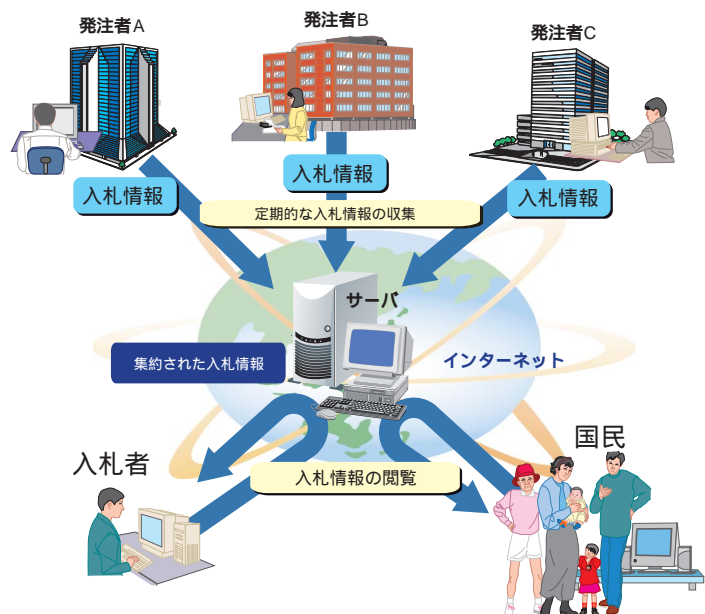 発注者A
発注者B
発注者C
入札情報
入札情報
入札情報
定期的な入札情報の収集
サーバ
集約された入札情報
インターネット
入札者
国民
入札情報の閲覧